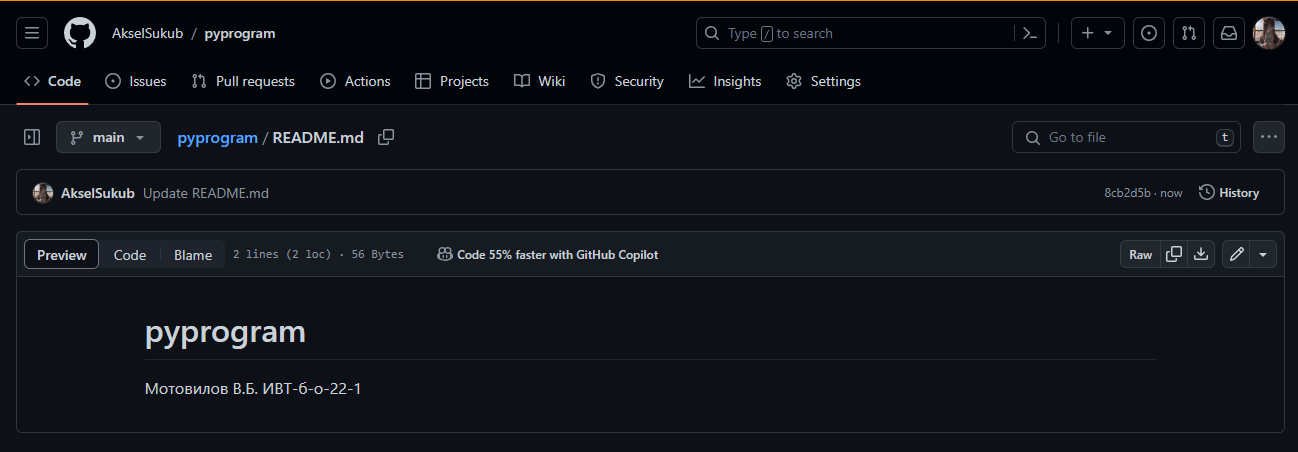 AkselSukub / pyprogram
Type / to search
Code Issues Pull requests Actions Projects Wiki Security Insights Settings
main pyprogram / README.md
Go to file t
AkselSukub Update README.md 8cb2d5b · now History
Preview Code Blame 2 lines (2 loc) · 56 Bytes Code 55% faster with GitHub Copilot Raw
pyprogram
Мотовилов В.Б. ИВТ-б-о-22-1